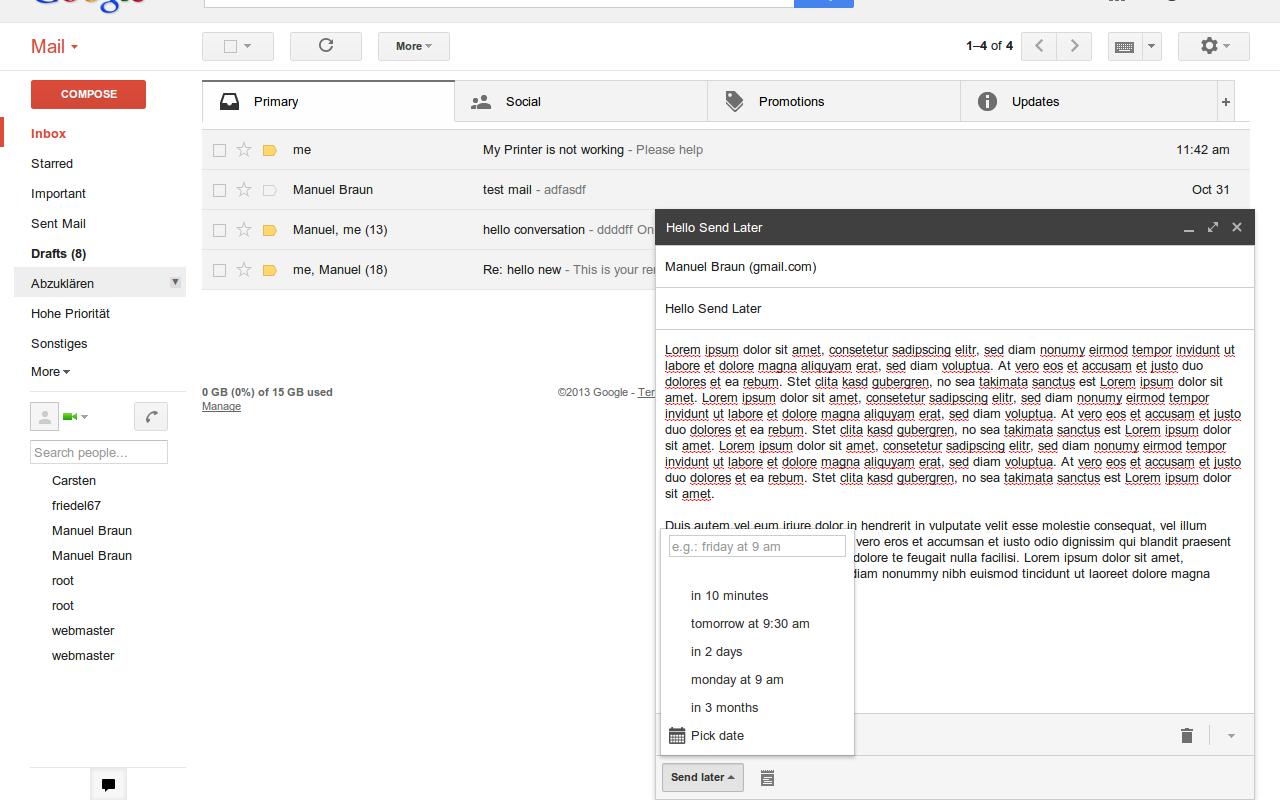 Google
Mail
More
1–4 of 4
COMPOSE
Primary
Social
Promotions
Updates
+
Inbox
Starred
Important
Sent Mail
Drafts (8)
Abzuklären
Hohe Priorität
Sonstiges
More
me
My Printer is not working - Please help
11:42 am
Manuel Braun
test mail - adfasdf
Oct 31
Manuel, me (13)
hello conversation - ddddff On
me, Manuel (18)
Re: hello new - This is your
0 GB (0%) of 15 GB used
Manage
©2013 Google -
Search people...
Carsten
friedel67
Manuel Braun
Manuel Braun
root
root
webmaster
webmaster
Hello Send Later
Manuel Braun (gmail.com)
Hello Send Later
Lorem ipsum dolor sit amet, consetetur sadipscing elitr, sed diam nonumy eirmod tempor invidunt ut
labore et dolore magna aliquyam erat, sed diam voluptua. At vero eos et accusam et justo duo
dolores et ea rebum. Stet clita kasd gubergren, no sea takimata sanctus est Lorem ipsum dolor sit
amet. Lorem ipsum dolor sit amet, consetetur sadipscing elitr, sed diam nonumy eirmod tempor
invidunt ut labore et dolore magna aliquyam erat, sed diam voluptua. At vero eos et accusam et justo
duo dolores et ea rebum. Stet clita kasd gubergren, no sea takimata sanctus est Lorem ipsum dolor
sit amet. Lorem ipsum dolor sit amet, consetetur sadipscing elitr, sed diam nonumy eirmod tempor
invidunt ut labore et dolore magna aliquyam erat, sed diam voluptua. At vero eos et accusam et justo
duo dolores et ea rebum. Stet clita kasd gubergren, no sea takimata sanctus est Lorem ipsum dolor
sit amet.
Duis autem vel eum iriure dolor in hendrerit in vulputate velit esse molestie consequat, vel illum
vero eros et accumsan et iusto odio dignissim qui blandit praesent
dolore te feugait nulla facilisi. Lorem ipsum dolor sit amet,
diam nonummy nibh euismod tincidunt ut laoreet dolore magna
e.g.: friday at 9 am
in 10 minutes
tomorrow at 9:30 am
in 2 days
monday at 9 am
in 3 months
Pick date
Send later